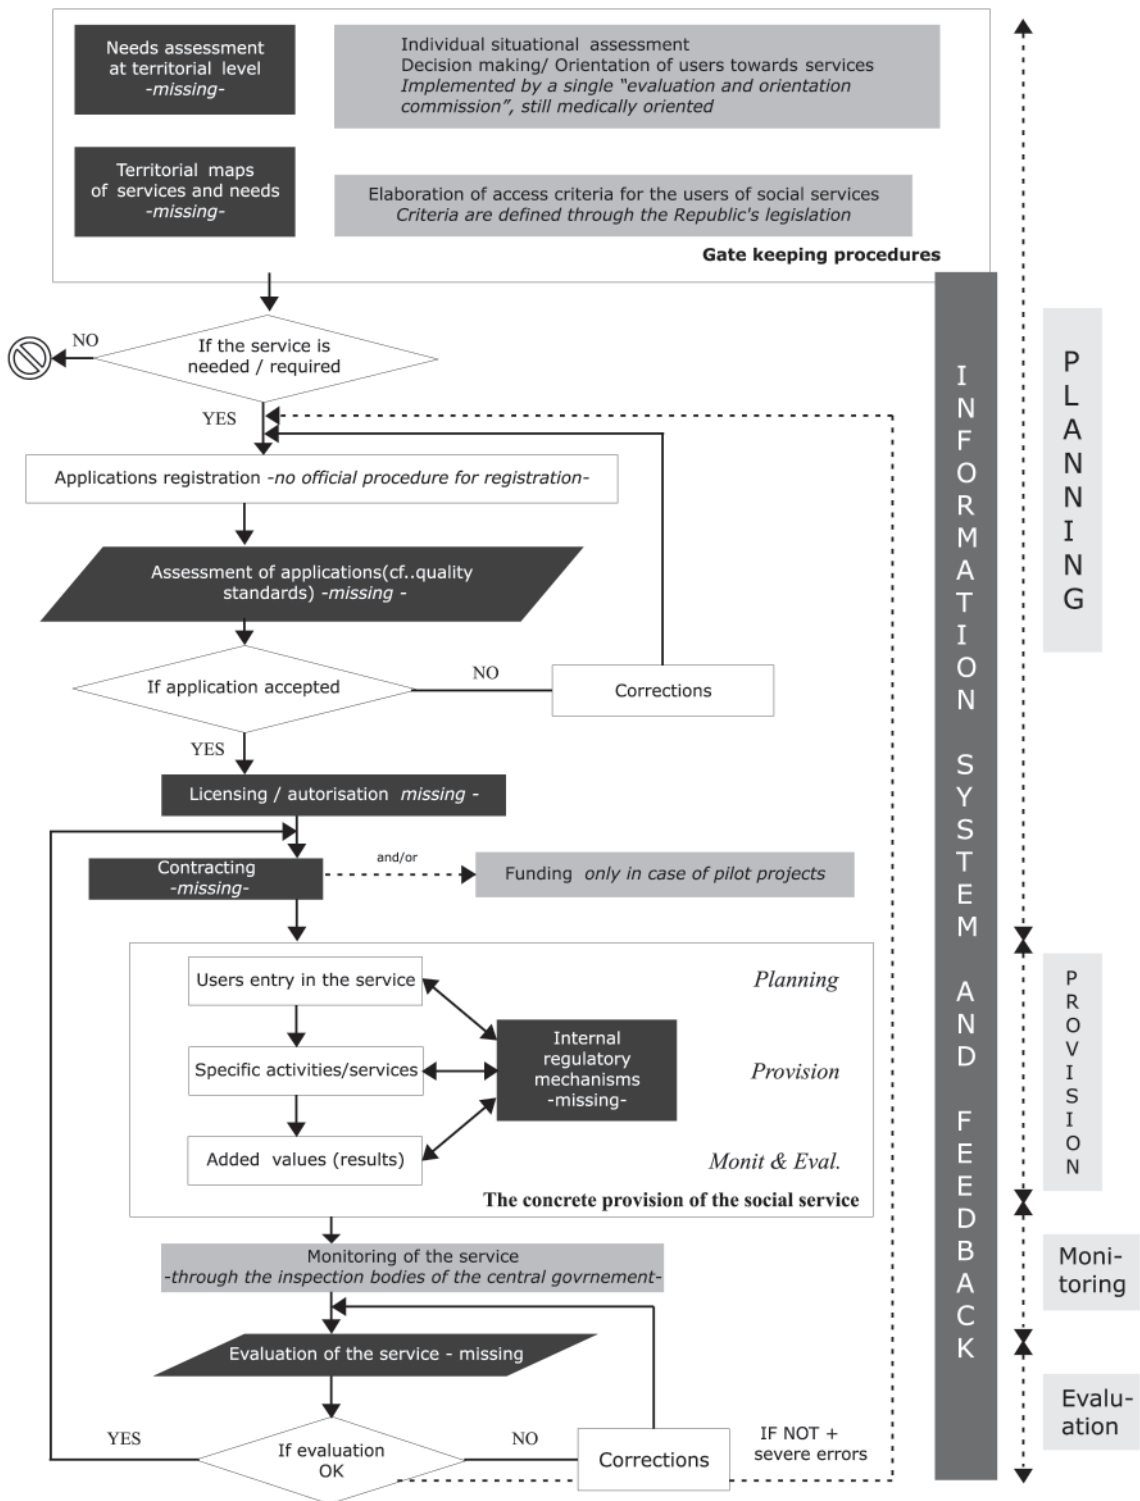 Needs assessment
at territorial level
-missing-
Individual situational assessment
Decision making/ Orientation of users towards services
Implemented by a single “evaluation and orientation
commission”, still medically oriented
Territorial maps
of services and needs
-missing-
Elaboration of access criteria for the users of social services
Criteria are defined through the Republic's legislation
Gate keeping procedures
If the service is
needed / required
NO
YES
Applications registration -no official procedure for registration-
Assessment of applications(cf..quality
standards) -missing -
If application accepted
NO
Corrections
YES
Licensing / autorisation missing -
Contracting
-missing-
and/or
Funding only in case of pilot projects
Users entry in the service
Planning
Internal
regulatory
mechanisms
-missing-
Specific activities/services
Provision
Added values (results)
Monit & Eval.
The concrete provision of the social service
Monitoring of the service
-through the inspection bodies of the central govrnement-
Evaluation of the service - missing
If evaluation
OK
YES
NO
Corrections
IF NOT +
severe errors
INFORMATION SYSTEM AND FEEDBACK
PLANNING
PROVISION
Moni-
toring
Evalu-
ation